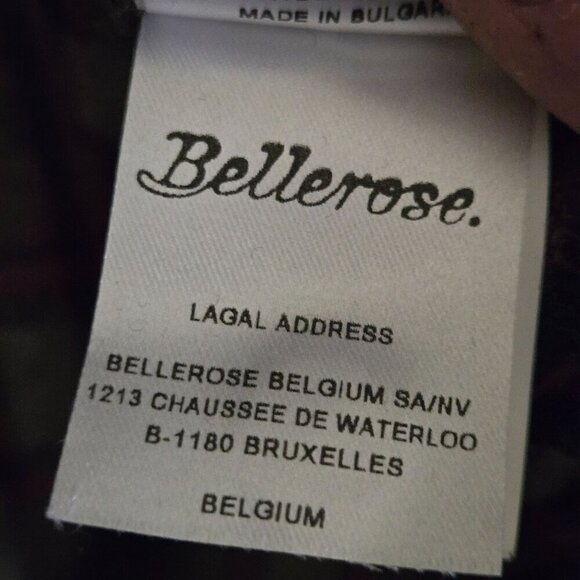 MADE IN BULGAR
Bellerose.
LAGAL ADDRESS
BELLEROSE BELGIUM SA/NV
1213 CHAUSSEE DE WATERLOO
B-1180 BRUXELLES
BELGIUM